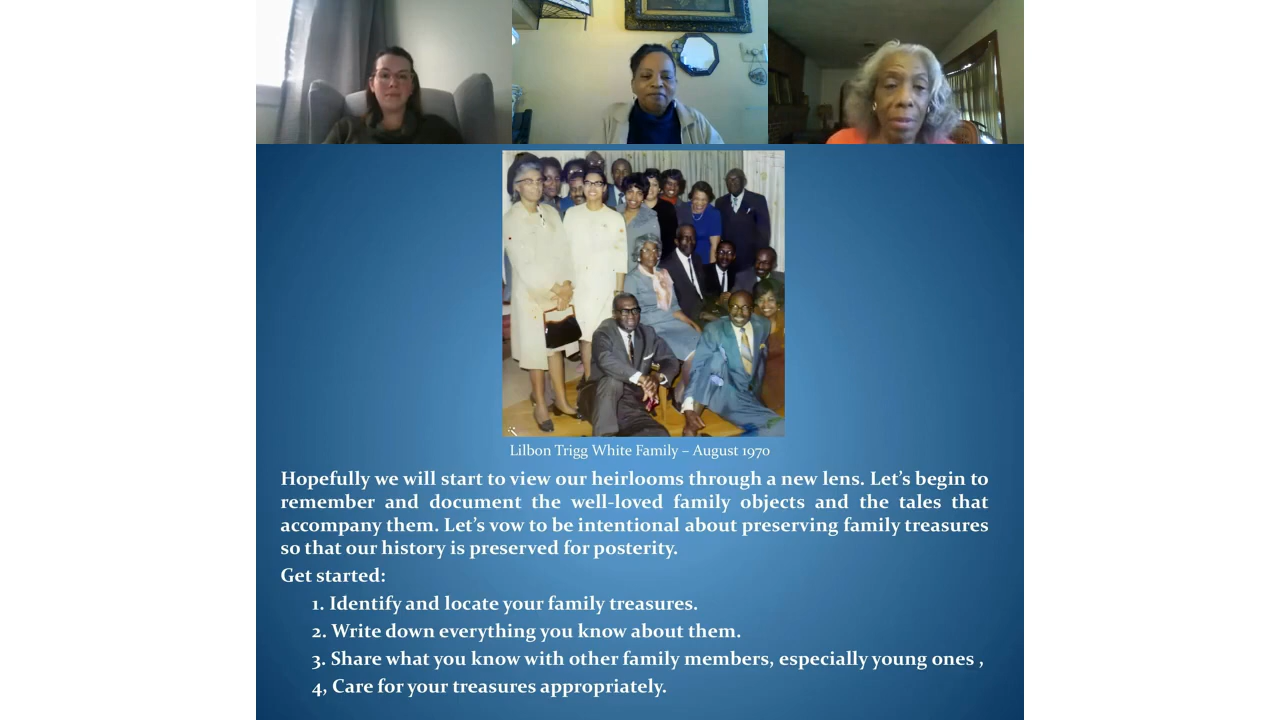 Lilbon Trigg White Family – August 1970
Hopefully we will start to view our heirlooms through a new lens. Let’s begin to
remember and document the well-loved family objects and the tales that
accompany them. Let’s vow to be intentional about preserving family treasures
so that our history is preserved for posterity.
Get started:
1. Identify and locate your family treasures.
2. Write down everything you know about them.
3. Share what you know with other family members, especially young ones ,
4, Care for your treasures appropriately.